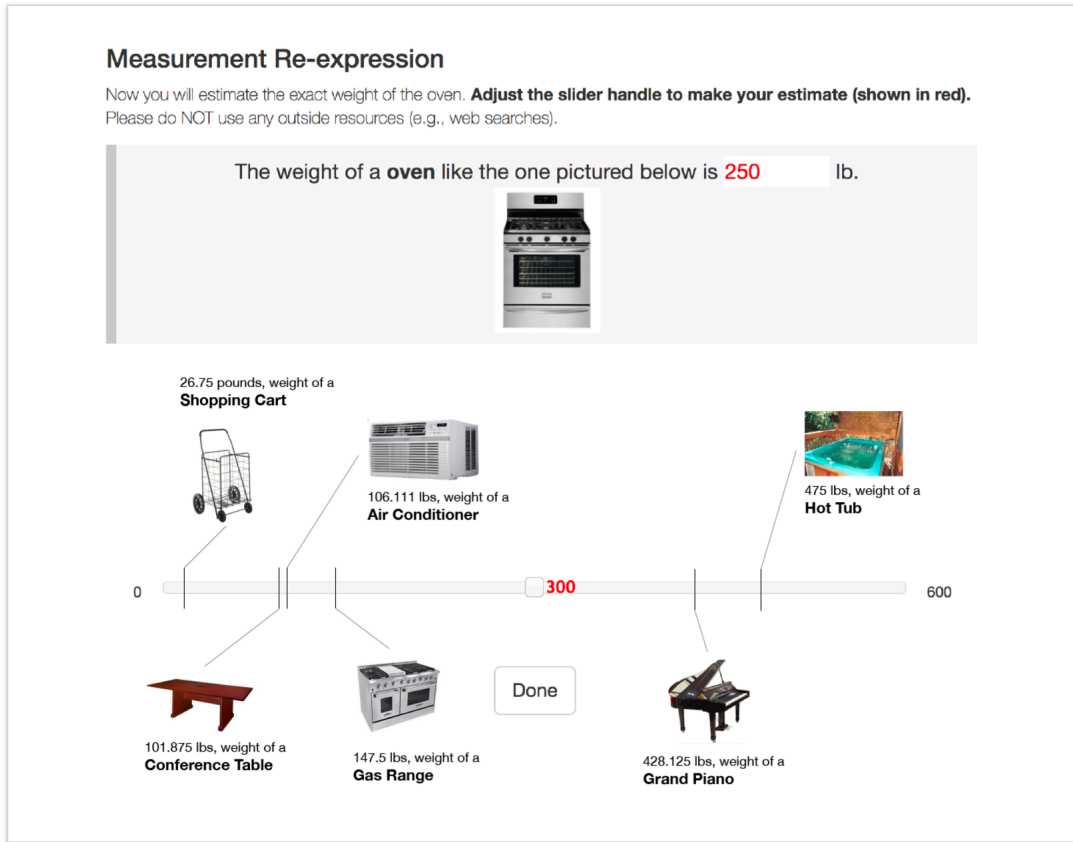 Measurement Re-expression
Now you will estimate the exact weight of the oven. Adjust the slider handle to make your estimate (shown in red).
Please do NOT use any outside resources (e.g., web searches).
The weight of a oven like the one pictured below is 250 lb.
26.75 pounds, weight of a
Shopping Cart
106.111 lbs, weight of a
Air Conditioner
475 lbs, weight of a
Hot Tub
0
300
600
Done
101.875 lbs, weight of a
Conference Table
147.5 lbs, weight of a
Gas Range
428.125 lbs, weight of a
Grand Piano